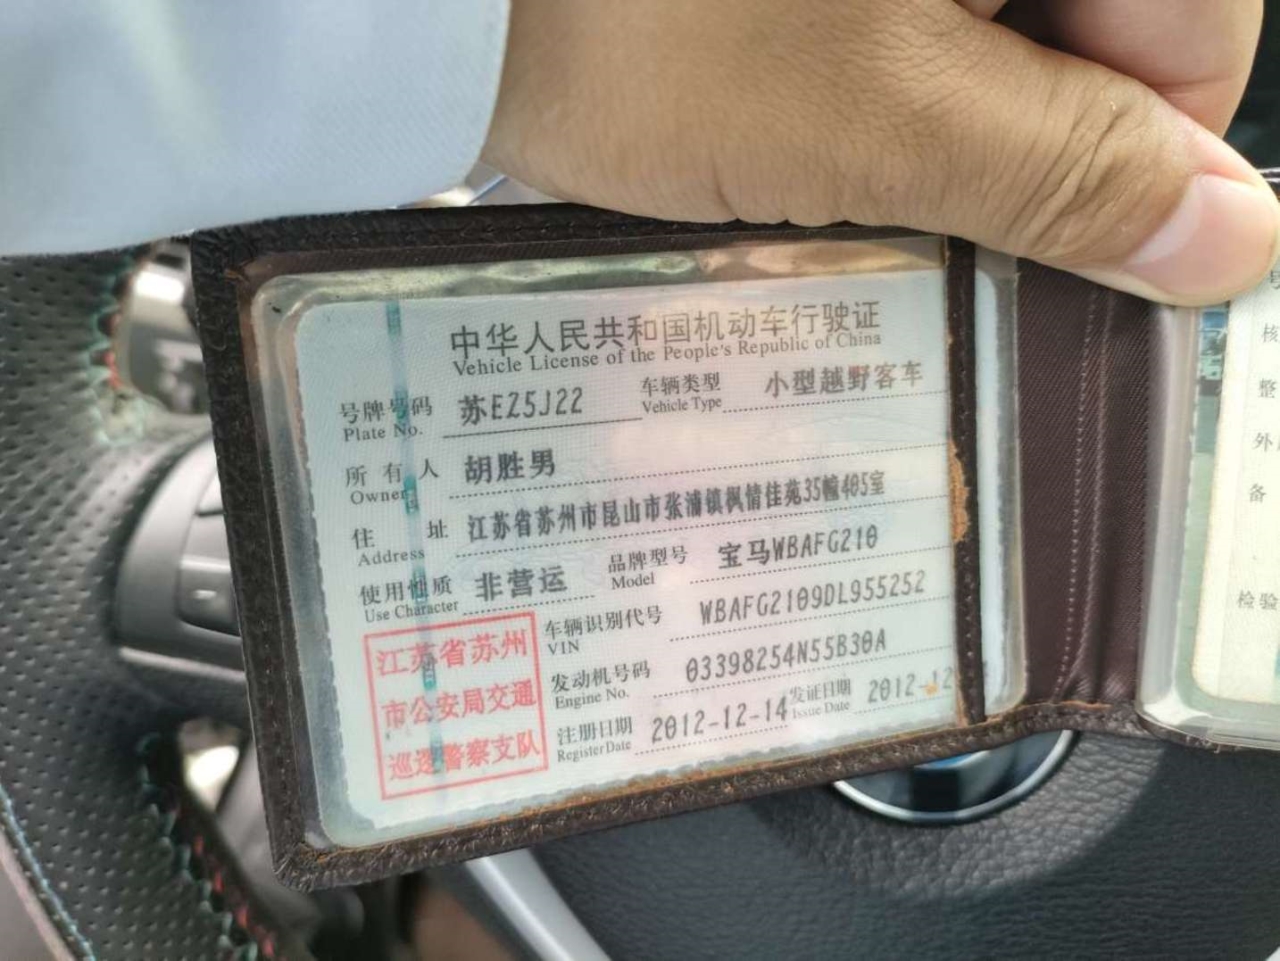 中华人民共和国机动车行驶证
Vehicle License of the People's Republic of China
号牌号码 苏EZ5J22 车辆类型 小型越野客车
Plate No. Vehicle Type
所有人 胡胜男
Owner
住址 江苏省苏州市昆山市张浦镇枫情佳苑35幢405室
Address
使用性质 非营运 品牌型号 宝马WBAFG210
Use Character Model
江苏省苏州
市公安局交通
巡逻警察支队
车辆识别代号 WBAFG2109DL955252
VIN
发动机号码 03398254N55B30A
Engine No.
注册日期 2012-12-14 发证日期 2012-12
Register Date Issue Date
核
整
外
备
检验